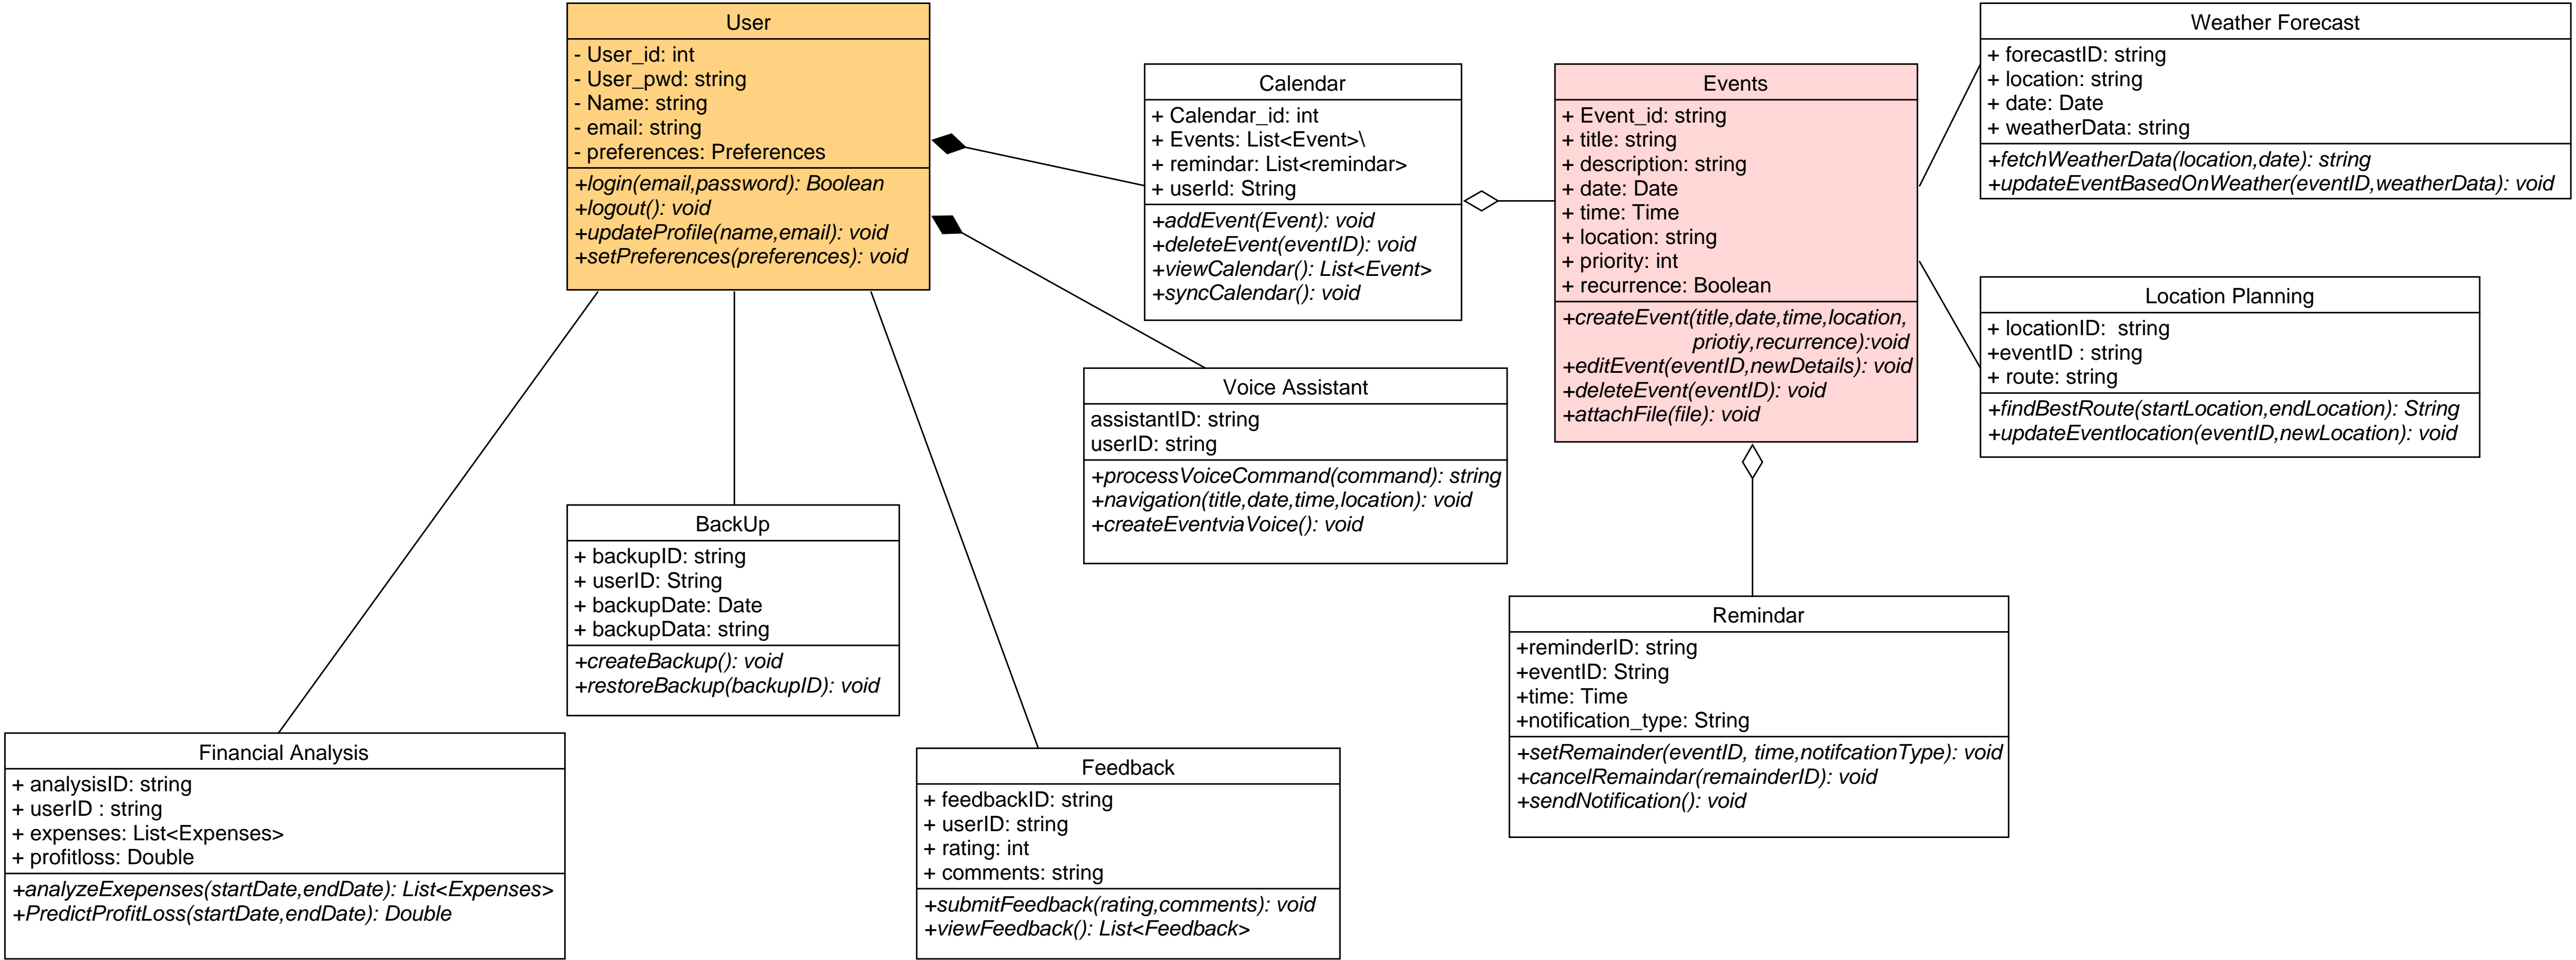 User
- User_id: int
- User_pwd: string
- Name: string
- email: string
- preferences: Preferences
+login(email,password): Boolean
+logout(): void
+updateProfile(name,email): void
+setPreferences(preferences): void
Calendar
+ Calendar_id: int
+ Events: List<Event>\
+ remindar: List<remindar>
+ userId: String
+addEvent(Event): void
+deleteEvent(eventID): void
+viewCalendar(): List<Event>
+syncCalendar(): void
Events
+ Event_id: string
+ title: string
+ description: string
+ date: Date
+ time: Time
+ location: string
+ priority: int
+ recurrence: Boolean
+createEvent(title,date,time,location,
priotiy,recurrence):void
+editEvent(eventID,newDetails): void
+deleteEvent(eventID): void
+attachFile(file): void
Weather Forecast
+ forecastID: string
+ location: string
+ date: Date
+ weatherData: string
+fetchWeatherData(location,date): string
+updateEventBasedOnWeather(eventID,weatherData): void
Location Planning
+ locationID:  string
+eventID : string
+ route: string
+findBestRoute(startLocation,endLocation): String
+updateEventlocation(eventID,newLocation): void
Voice Assistant
assistantID: string
userID: string
+processVoiceCommand(command): string
+navigation(title,date,time,location): void
+createEventviaVoice(): void
BackUp
+ backupID: string
+ userID: String
+ backupDate: Date
+ backupData: string
+createBackup(): void
+restoreBackup(backupID): void
Remindar
+reminderID: string
+eventID: String
+time: Time
+notification_type: String
+setRemainder(eventID, time,notifcationType): void
+cancelRemaindar(remainderID): void
+sendNotification(): void
Financial Analysis
+ analysisID: string
+ userID : string
+ expenses: List<Expenses>
+ profitloss: Double
+analyzeExepenses(startDate,endDate): List<Expenses>
+PredictProfitLoss(startDate,endDate): Double
Feedback
+ feedbackID: string
+ userID: string
+ rating: int
+ comments: string
+submitFeedback(rating,comments): void
+viewFeedback(): List<Feedback>